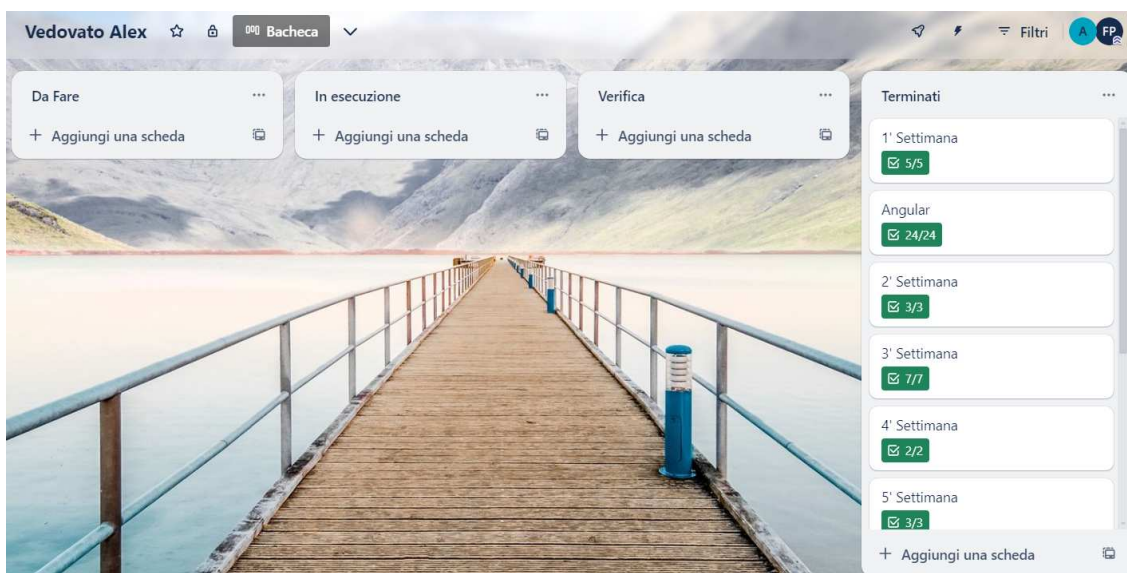 Vedovato Alex
Bacheca
Filtri
A
FP
Da Fare
+ Aggiungi una scheda
In esecuzione
+ Aggiungi una scheda
Verifica
+ Aggiungi una scheda
Terminati
1' Settimana
5/5
Angular
24/24
2' Settimana
3/3
3' Settimana
7/7
4' Settimana
2/2
5' Settimana
3/3
+ Aggiungi una scheda